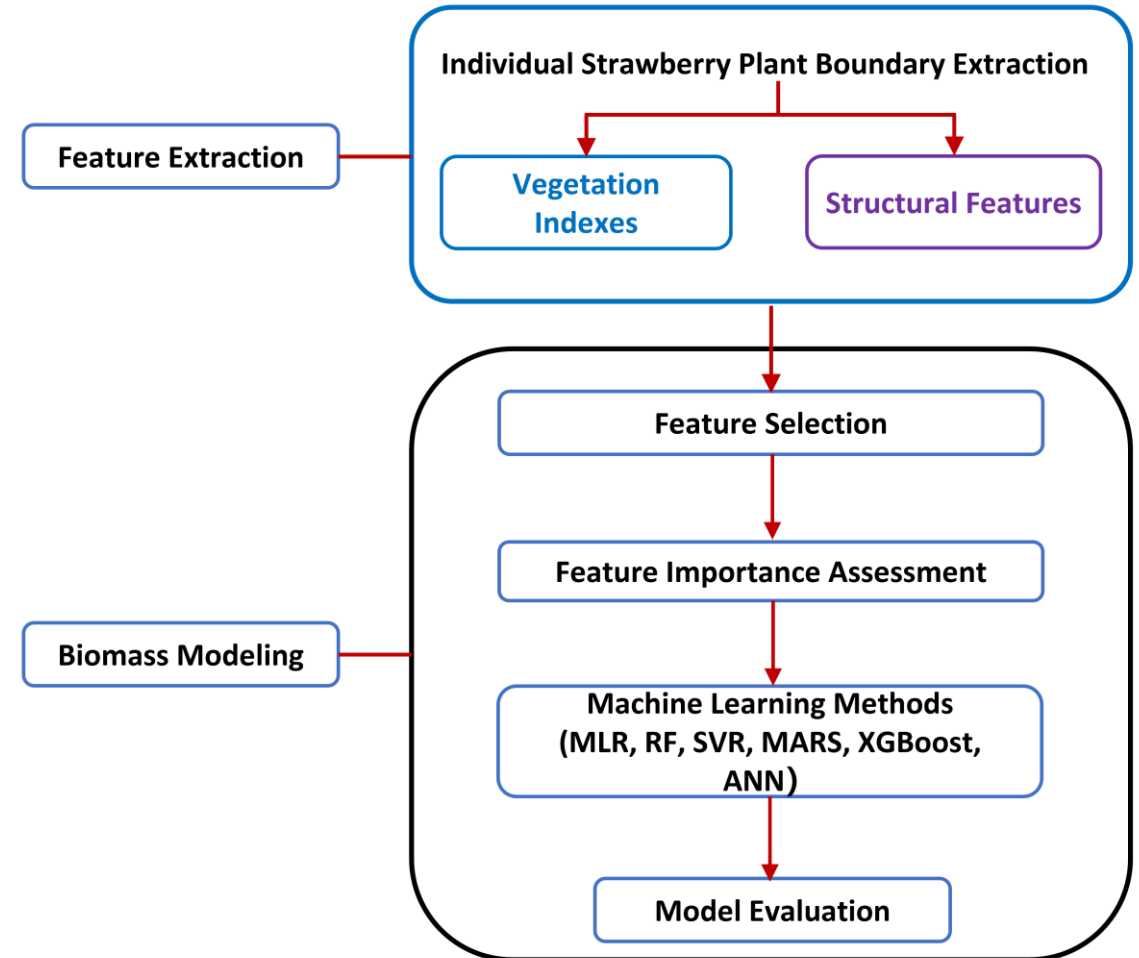 Individual Strawberry Plant Boundary Extraction
Feature Extraction
Vegetation
Indexes
Structural Features
Feature Selection
Feature Importance Assessment
Biomass Modeling
Machine Learning Methods
(MLR, RF, SVR, MARS, XGBoost,
ANN)
Model Evaluation